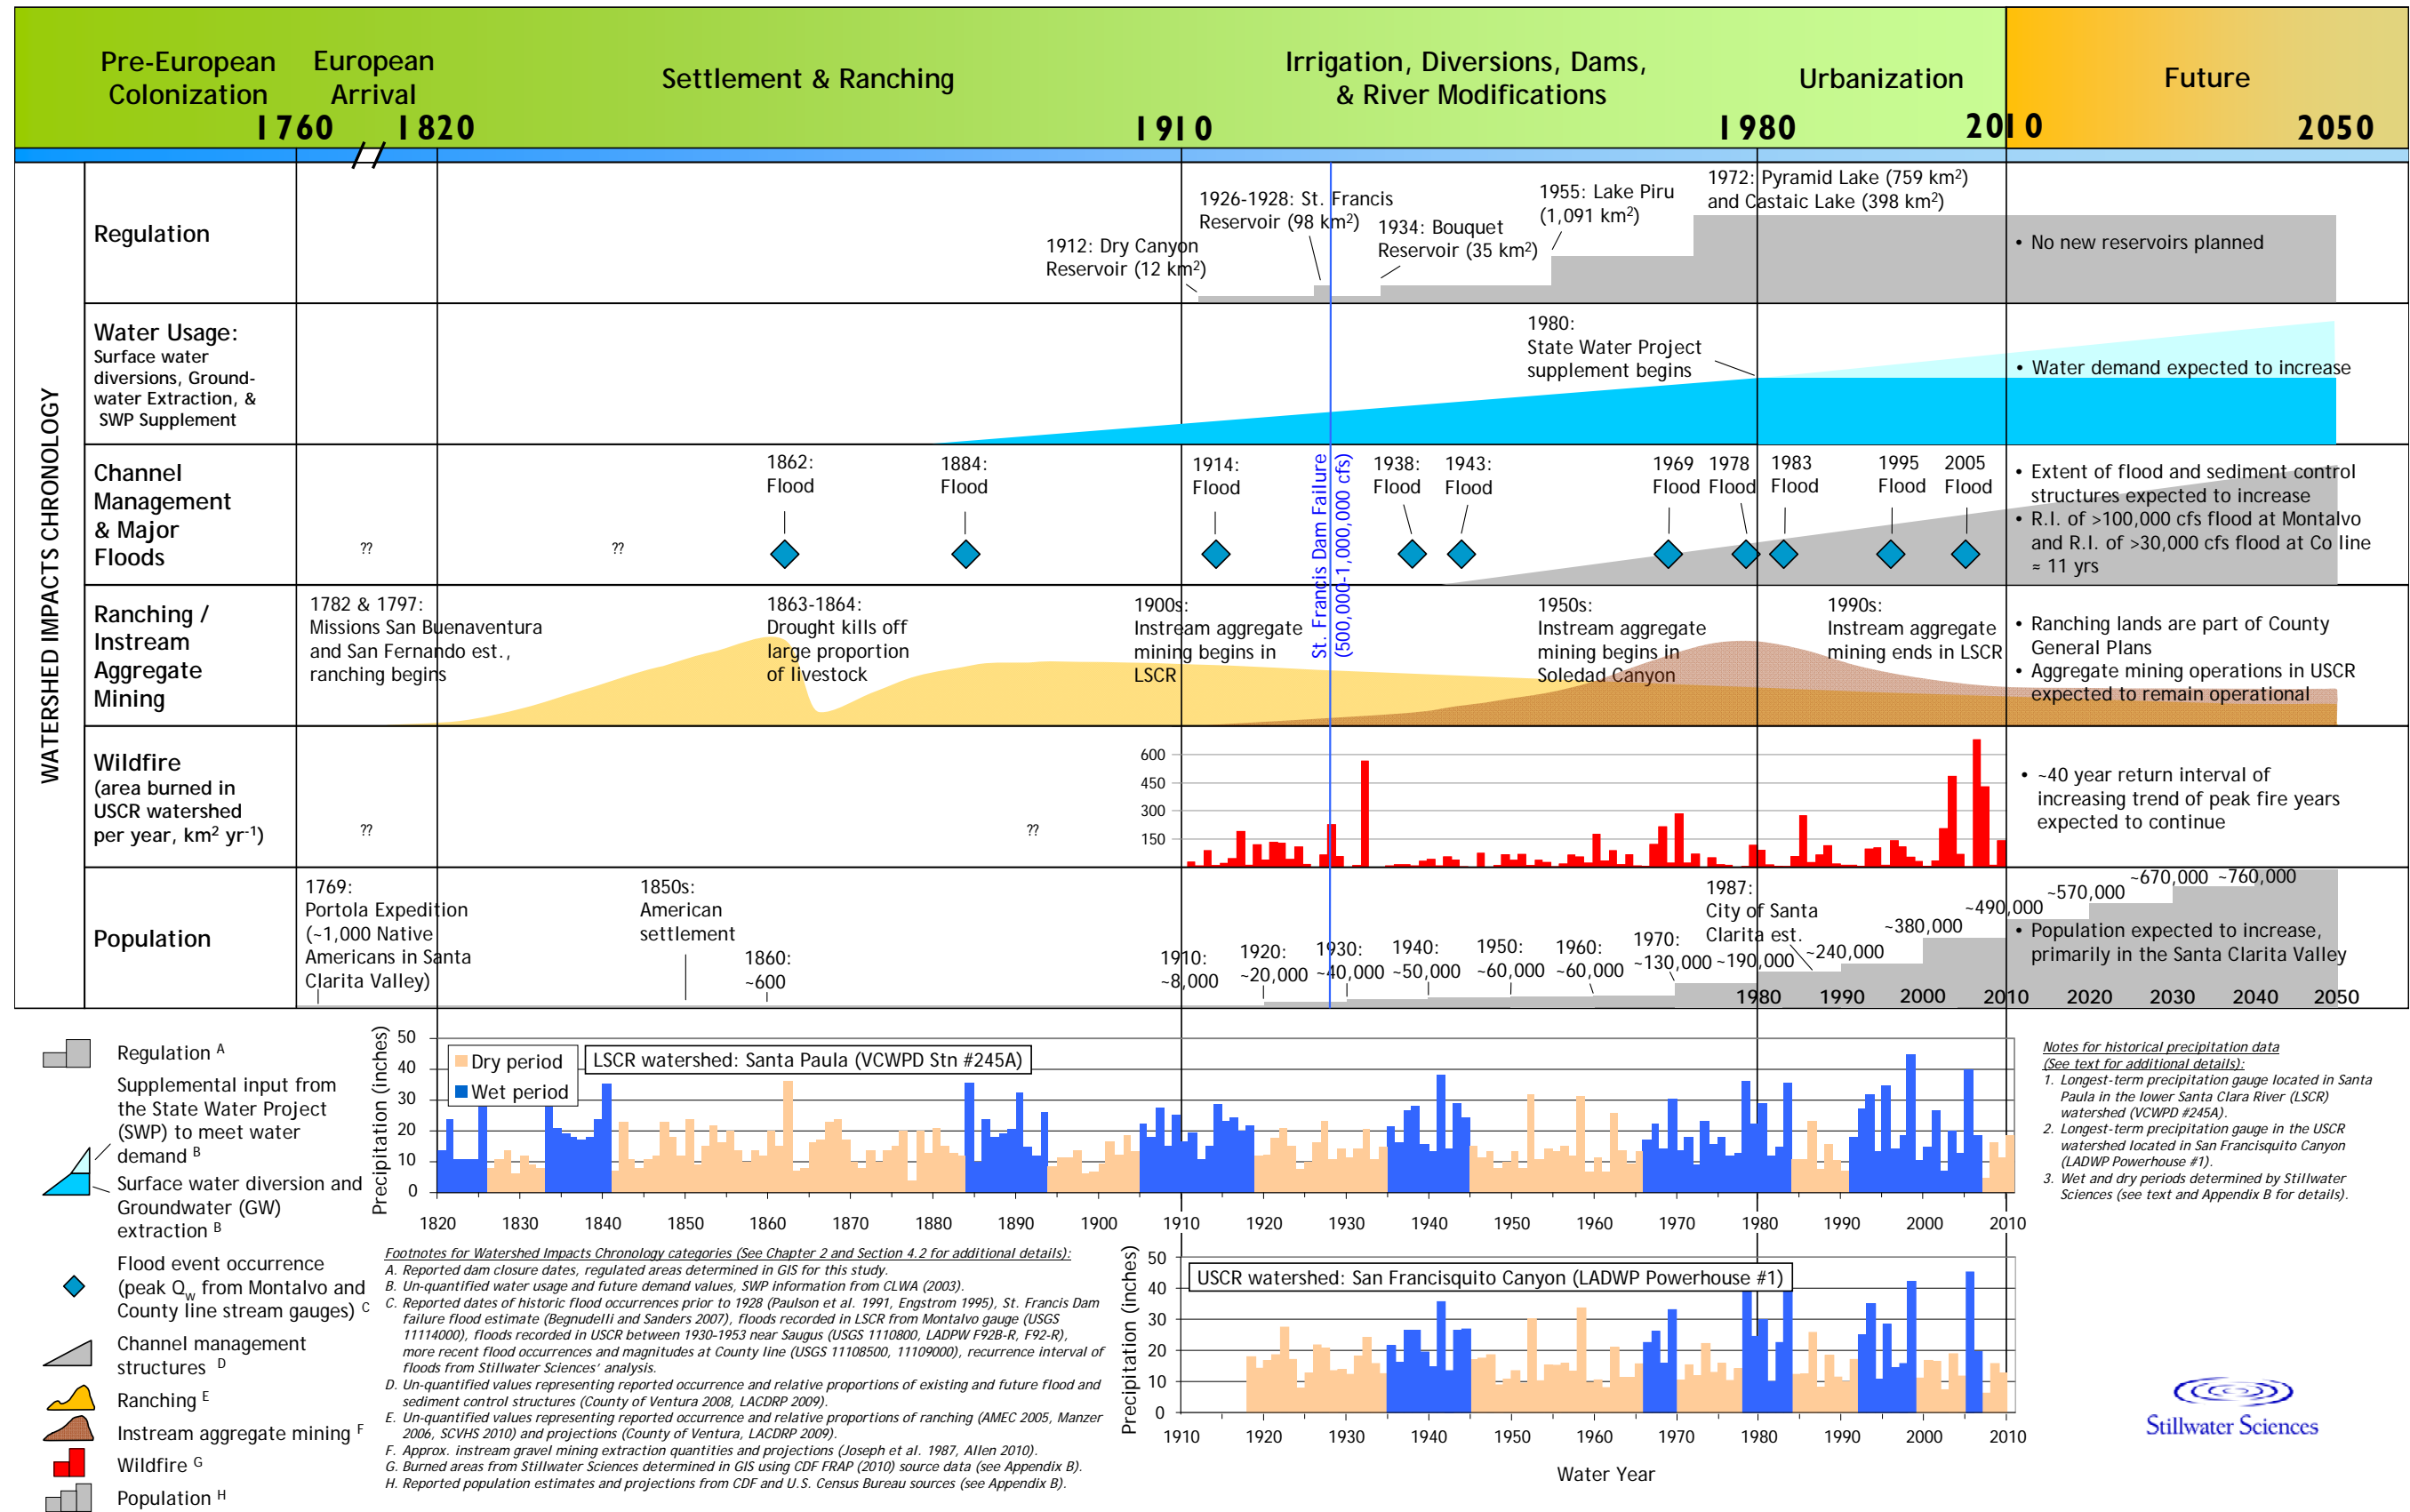 Pre-European
Colonization
European
Arrival
Settlement & Ranching
Irrigation, Diversions, Dams,
& River Modifications
Urbanization
Future
1760
1820
1910
1980
2010
2050
WATERSHED IMPACTS CHRONOLOGY
Regulation
1912: Dry Canyon
Reservoir (12 km²)
1926-1928: St. Francis
Reservoir (98 km²)
1934: Bouquet
Reservoir (35 km²)
1955: Lake Piru
(1,091 km²)
1972: Pyramid Lake (759 km²)
and Castaic Lake (398 km²)
• No new reservoirs planned
Water Usage:
Surface water
diversions, Ground-
water Extraction, &
SWP Supplement
1980:
State Water Project
supplement begins
• Water demand expected to increase
Channel
Management
& Major
Floods
??
??
1862:
Flood
1884:
Flood
1914:
Flood
St. Francis Dam Failure
(500,000-1,000,000 cfs)
1938:
Flood
1943:
Flood
1969
Flood
1978
Flood
1983
Flood
1995
Flood
2005
Flood
• Extent of flood and sediment control
structures expected to increase
• R.I. of >100,000 cfs flood at Montalvo
and R.I. of >30,000 cfs flood at Co line
≈ 11 yrs
Ranching /
Instream
Aggregate
Mining
1782 & 1797:
Missions San Buenaventura
and San Fernando est.,
ranching begins
1863-1864:
Drought kills off
large proportion
of livestock
1900s:
Instream aggregate
mining begins in
LSCR
1950s:
Instream aggregate
mining begins in
Soledad Canyon
1990s:
Instream aggregate
mining ends in LSCR
• Ranching lands are part of County
General Plans
• Aggregate mining operations in USCR
expected to remain operational
Wildfire
(area burned in
USCR watershed
per year, km² yr⁻¹)
??
??
600
450
300
150
• ~40 year return interval of
increasing trend of peak fire years
expected to continue
Population
1769:
Portola Expedition
(~1,000 Native
Americans in Santa
Clarita Valley)
1850s:
American
settlement
1860:
~600
1910:
~8,000
1920:
~20,000
1930:
~40,000
1940:
~50,000
1950:
~60,000
1960:
~60,000
1970:
~130,000
1987:
City of Santa
Clarita est.
~190,000
~240,000
~380,000
~490,000
~570,000
~670,000
~760,000
• Population expected to increase,
primarily in the Santa Clarita Valley
1980 1990 2000 2010 2020 2030 2040 2050
Regulation A
Supplemental input from
the State Water Project
(SWP) to meet water
demand B
Surface water diversion and
Groundwater (GW)
extraction B
Flood event occurrence
(peak Qw from Montalvo and
County line stream gauges) C
Channel management
structures D
Ranching E
Instream aggregate mining F
Wildfire G
Population H
Precipitation (inches)
50
40
30
20
10
0
Dry period
Wet period
LSCR watershed: Santa Paula (VCWPD Stn #245A)
1820 1830 1840 1850 1860 1870 1880 1890 1900 1910 1920 1930 1940 1950 1960 1970 1980 1990 2000 2010
Notes for historical precipitation data
(See text for additional details):
1. Longest-term precipitation gauge located in Santa
Paula in the lower Santa Clara River (LSCR)
watershed (VCWPD #245A).
2. Longest-term precipitation gauge in the USCR
watershed located in San Francisquito Canyon
(LADWP Powerhouse #1).
3. Wet and dry periods determined by Stillwater
Sciences (see text and Appendix B for details).
Footnotes for Watershed Impacts Chronology categories (See Chapter 2 and Section 4.2 for additional details):
A. Reported dam closure dates, regulated areas determined in GIS for this study.
B. Un-quantified water usage and future demand values, SWP information from CLWA (2003).
C. Reported dates of historic flood occurrences prior to 1928 (Paulson et al. 1991, Engstrom 1995), St. Francis Dam
failure flood estimate (Begnudelli and Sanders 2007), floods recorded in LSCR from Montalvo gauge (USGS
11114000), floods recorded in USCR between 1930-1953 near Saugus (USGS 1110800, LADPW F92B-R, F92-R),
more recent flood occurrences and magnitudes at County line (USGS 11108500, 11109000), recurrence interval of
floods from Stillwater Sciences' analysis.
D. Un-quantified values representing reported occurrence and relative proportions of existing and future flood and
sediment control structures (County of Ventura 2008, LACDRP 2009).
E. Un-quantified values representing reported occurrence and relative proportions of ranching (AMEC 2005, Manzer
2006, SCVHS 2010) and projections (County of Ventura, LACDRP 2009).
F. Approx. instream gravel mining extraction quantities and projections (Joseph et al. 1987, Allen 2010).
G. Burned areas from Stillwater Sciences determined in GIS using CDF FRAP (2010) source data (see Appendix B).
H. Reported population estimates and projections from CDF and U.S. Census Bureau sources (see Appendix B).
Precipitation (inches)
50
40
30
20
10
0
USCR watershed: San Francisquito Canyon (LADWP Powerhouse #1)
1910 1920 1930 1940 1950 1960 1970 1980 1990 2000 2010
Water Year
Stillwater Sciences